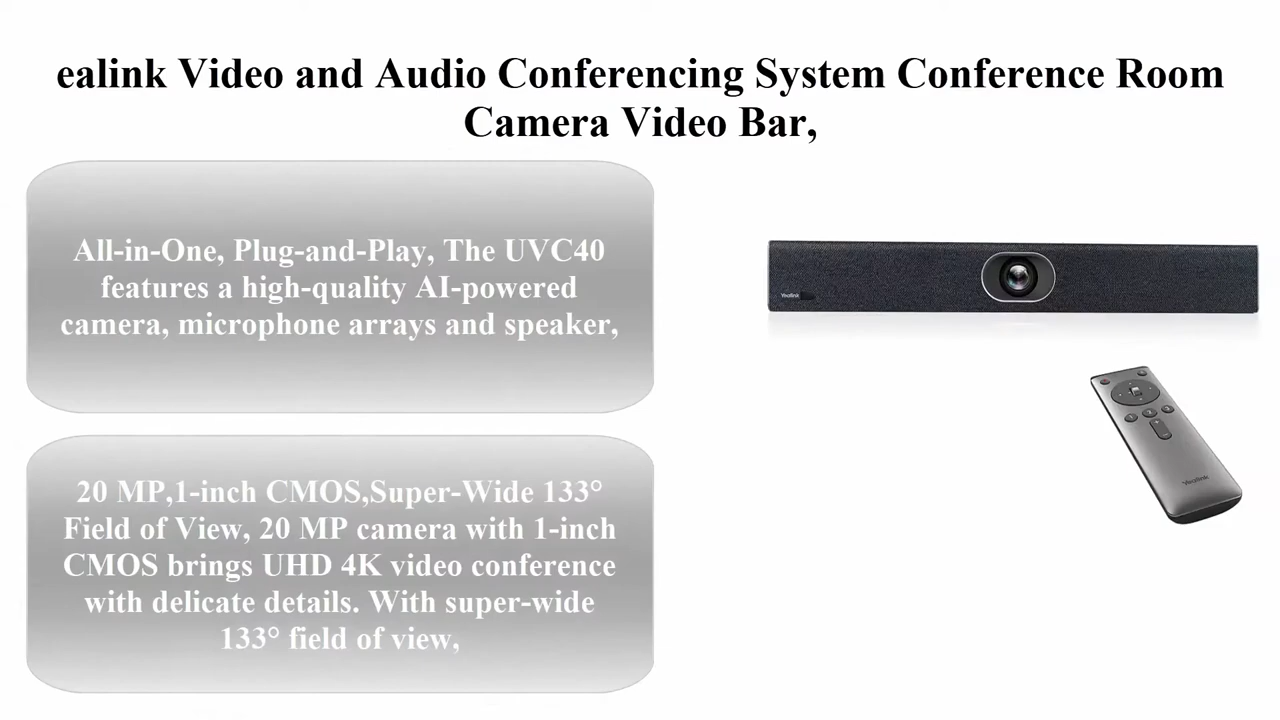 ealink Video and Audio Conferencing System Conference Room
Camera Video Bar,
All-in-One, Plug-and-Play, The UVC40
features a high-quality AI-powered
camera, microphone arrays and speaker,
20 MP,1-inch CMOS,Super-Wide 133°
Field of View, 20 MP camera with 1-inch
CMOS brings UHD 4K video conference
with delicate details. With super-wide
133° field of view,
Yealink
Yealink